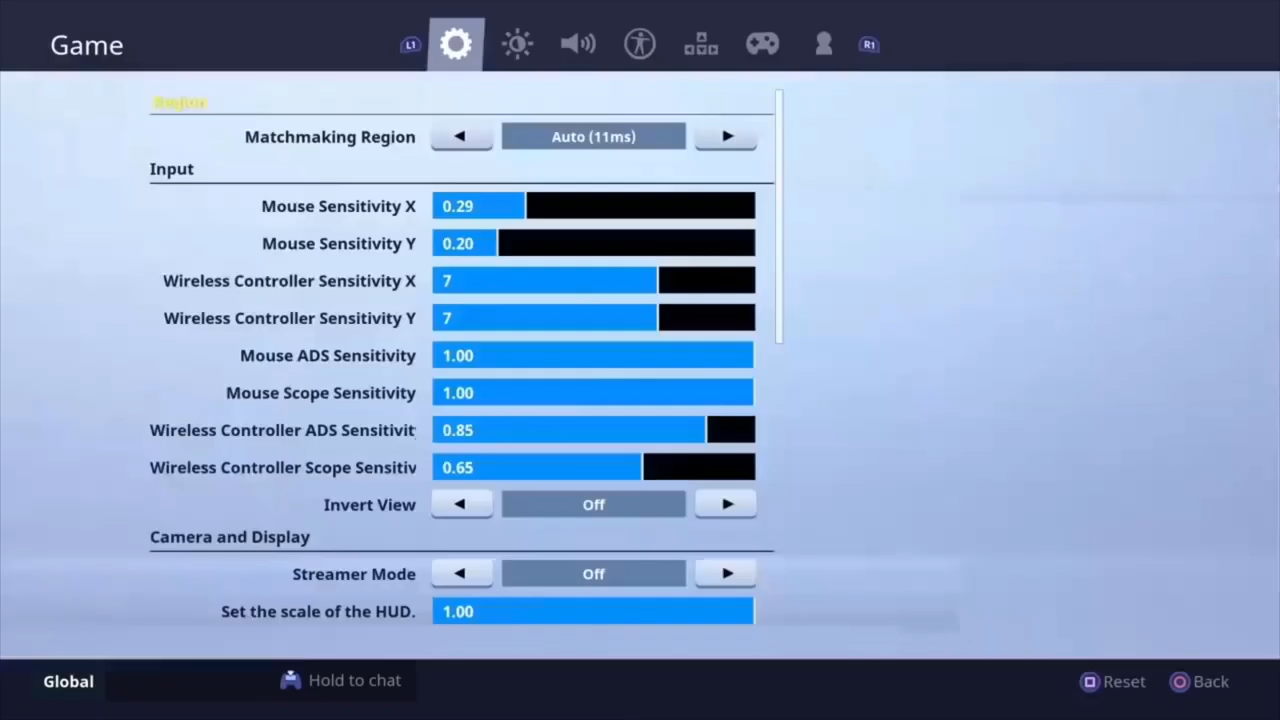 Game
L1
R1
Region
Matchmaking Region
Auto (11ms)
Input
Mouse Sensitivity X
0.29
Mouse Sensitivity Y
0.20
Wireless Controller Sensitivity X
7
Wireless Controller Sensitivity Y
7
Mouse ADS Sensitivity
1.00
Mouse Scope Sensitivity
1.00
Wireless Controller ADS Sensitivit
0.85
Wireless Controller Scope Sensitiv
0.65
Invert View
Off
Camera and Display
Streamer Mode
Off
Set the scale of the HUD.
1.00
Global
Hold to chat
Reset
Back